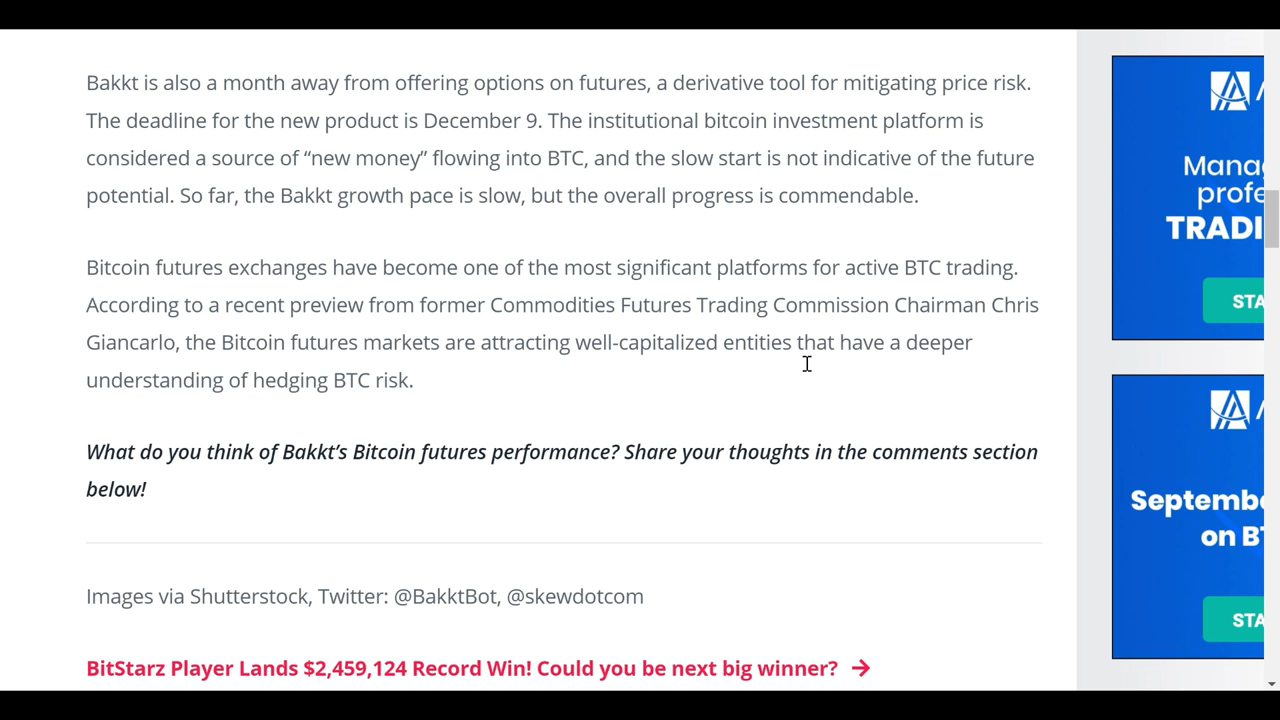 Bakkt is also a month away from offering options on futures, a derivative tool for mitigating price risk.
The deadline for the new product is December 9. The institutional bitcoin investment platform is
considered a source of “new money” flowing into BTC, and the slow start is not indicative of the future
potential. So far, the Bakkt growth pace is slow, but the overall progress is commendable.
Bitcoin futures exchanges have become one of the most significant platforms for active BTC trading.
According to a recent preview from former Commodities Futures Trading Commission Chairman Chris
Giancarlo, the Bitcoin futures markets are attracting well-capitalized entities that have a deeper
understanding of hedging BTC risk.
What do you think of Bakkt’s Bitcoin futures performance? Share your thoughts in the comments section
below!
Images via Shutterstock, Twitter: @BakktBot, @skewdotcom
BitStarz Player Lands $2,459,124 Record Win! Could you be next big winner? →
Mana
profe
TRADI
STA
Septemb
on B
STA